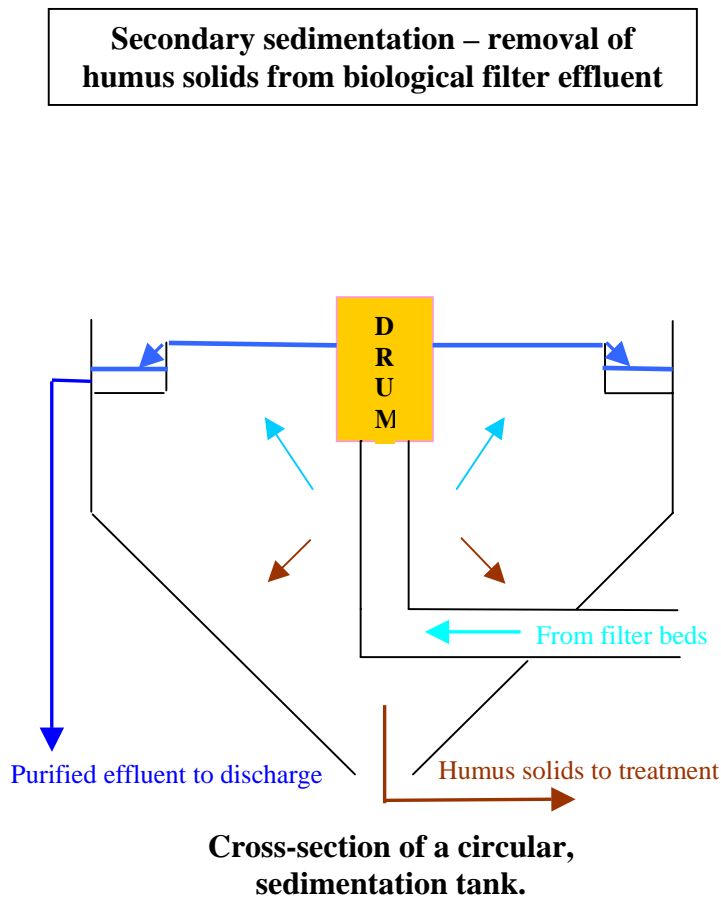 Secondary sedimentation – removal of
humus solids from biological filter effluent
D
R
U
M
From filter beds
Purified effluent to discharge
Humus solids to treatment
Cross-section of a circular,
sedimentation tank.